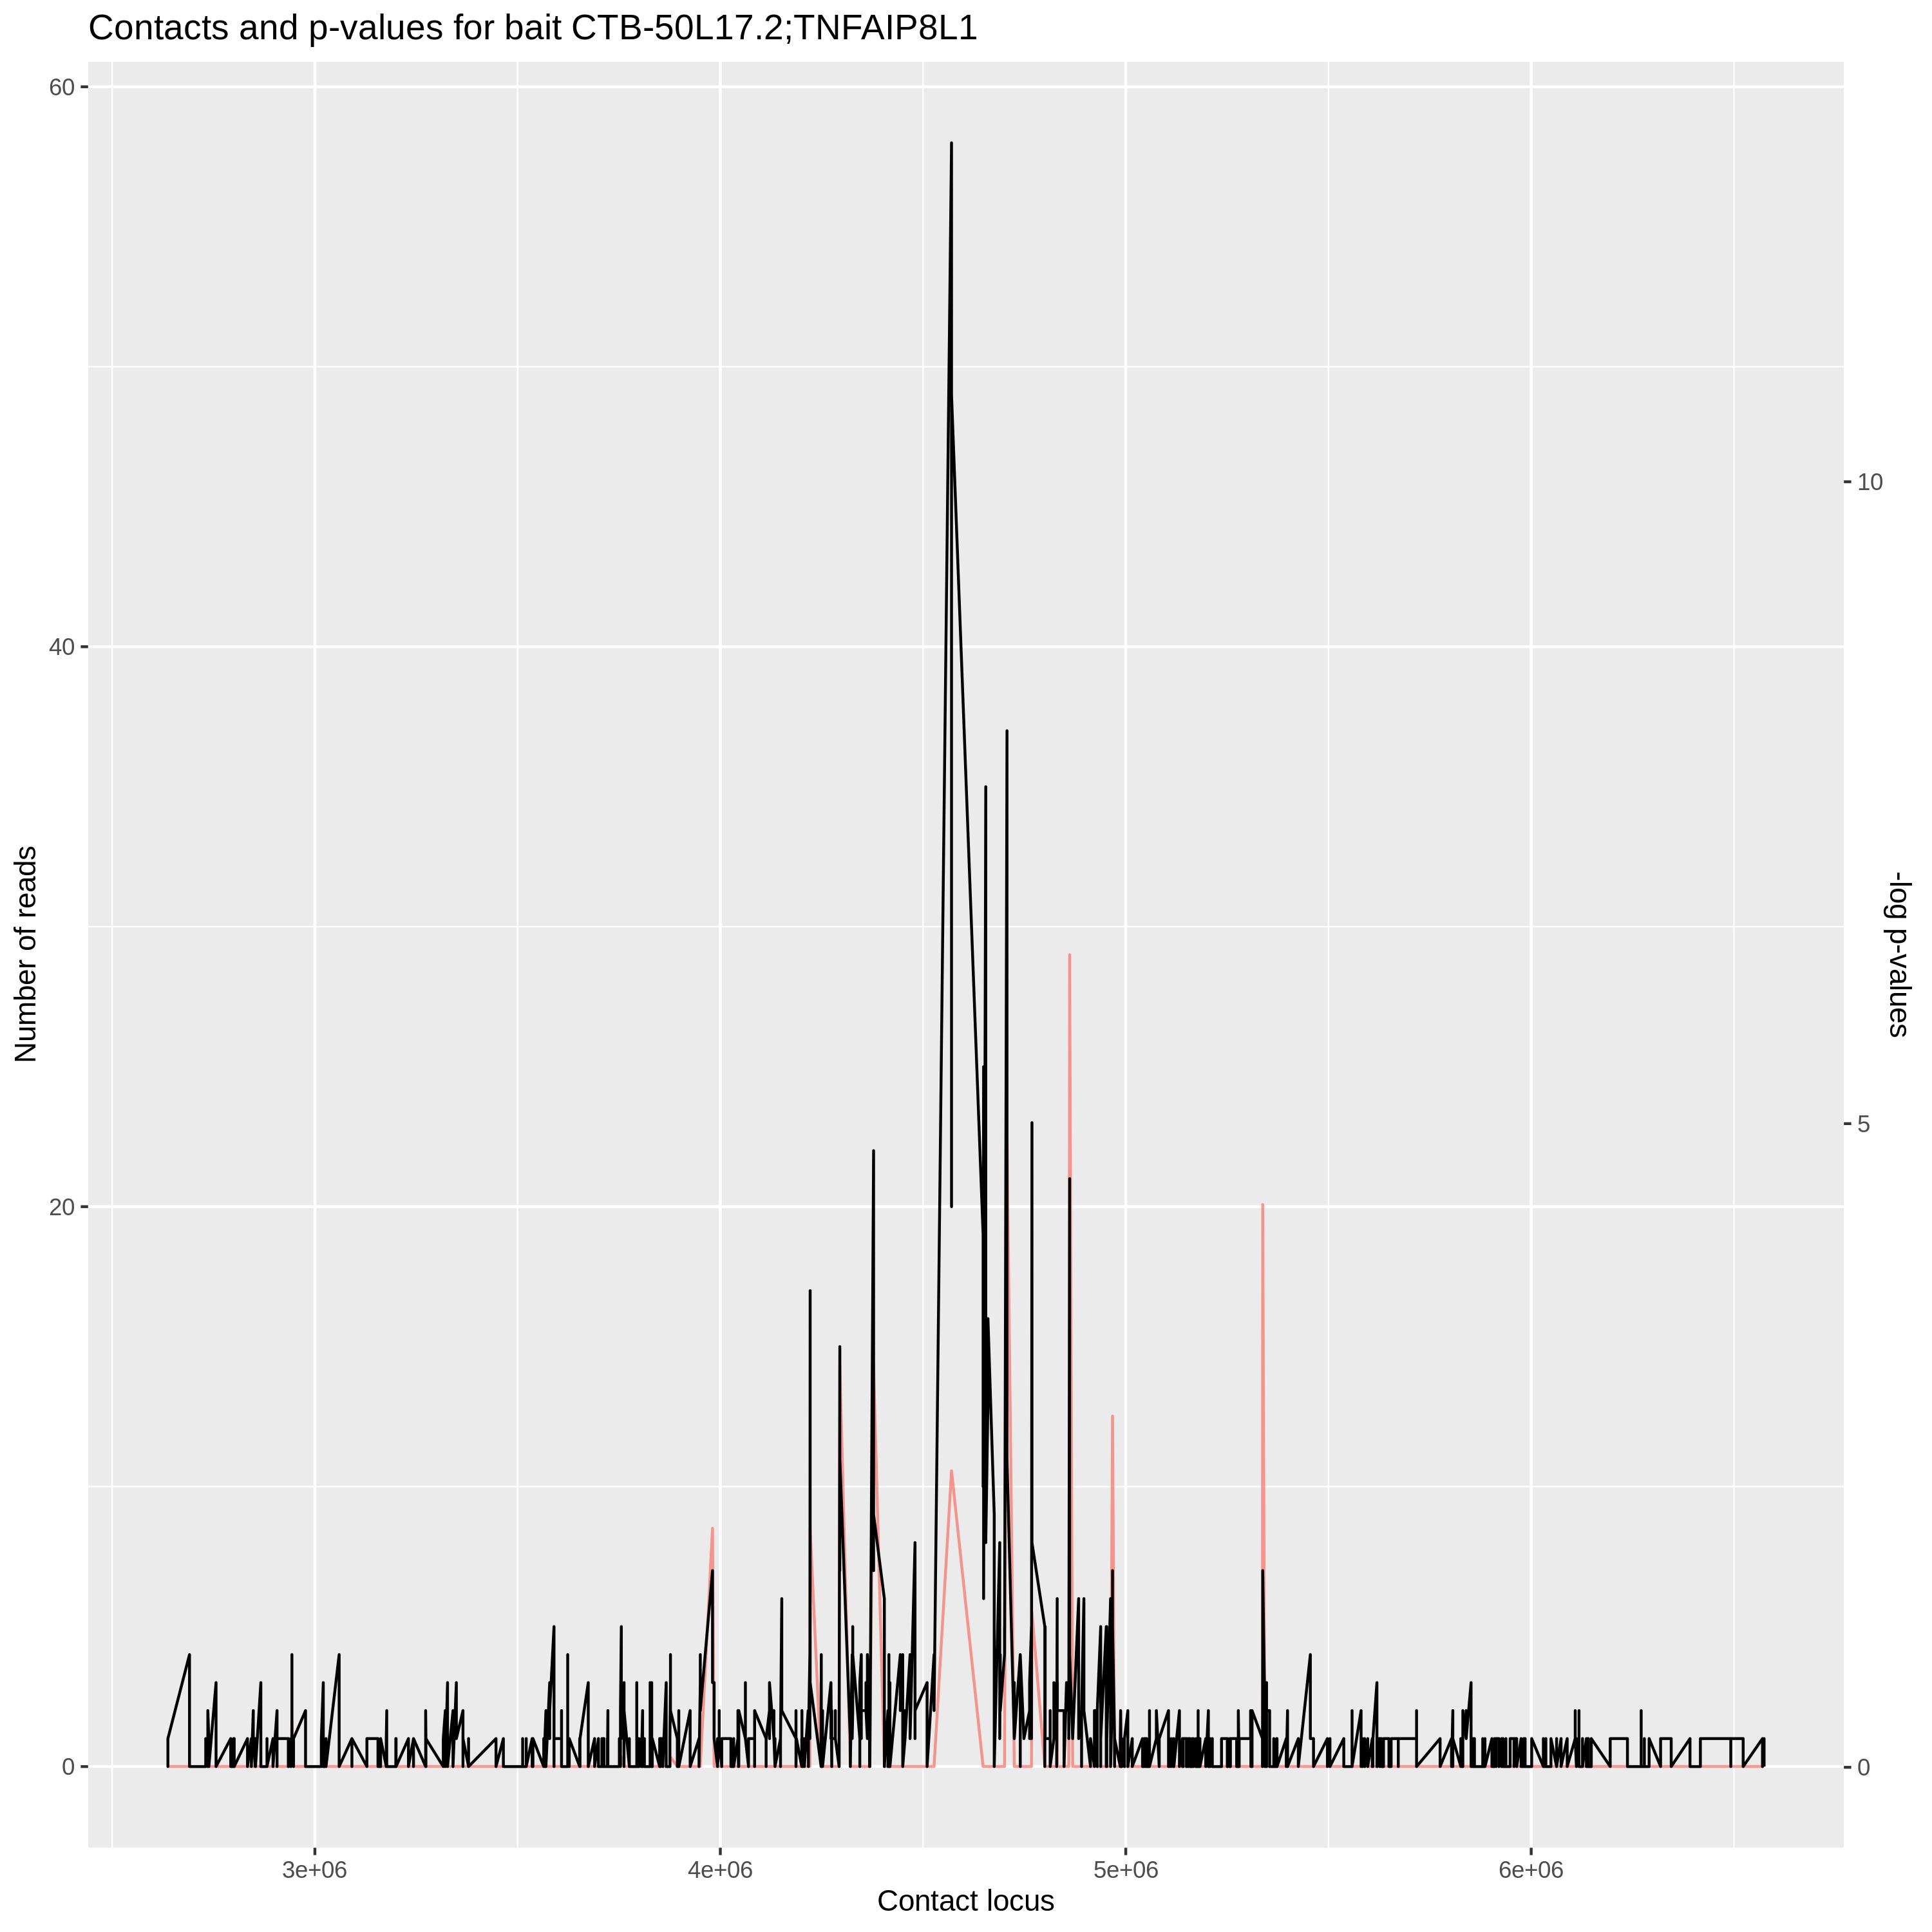 Contacts and p-values for bait CTB-50L17.2;TNFAIP8L1
60
40
20
0
Number of reads
10
5
0
-log p-values
3e+06
4e+06
5e+06
6e+06
Contact locus